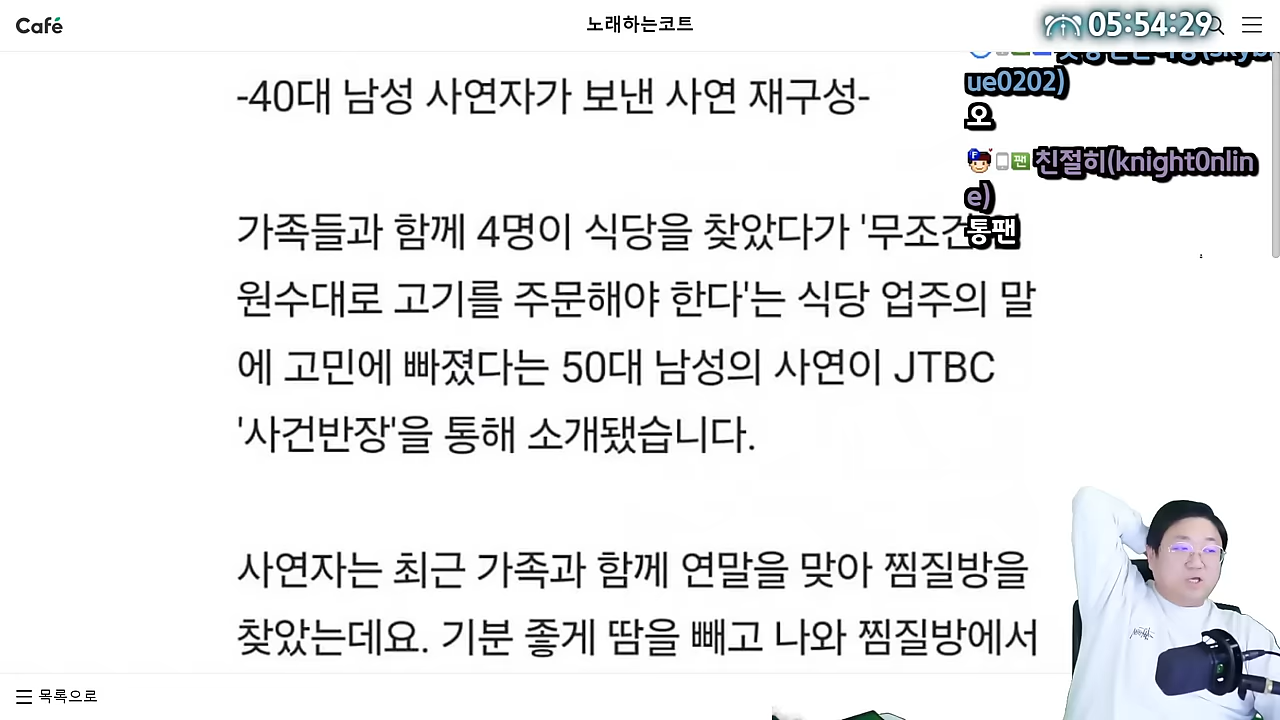 Café
노래하는코트
05:54:29
ue0202)
오
팬 친절히(knight0nlin
e)
통팬
-40대 남성 사연자가 보낸 사연 재구성-
가족들과 함께 4명이 식당을 찾았다가 '무조건
원수대로 고기를 주문해야 한다'는 식당 업주의 말
에 고민에 빠졌다는 50대 남성의 사연이 JTBC
'사건반장'을 통해 소개됐습니다.
사연자는 최근 가족과 함께 연말을 맞아 찜질방을
찾았는데요. 기분 좋게 땀을 빼고 나와 찜질방에서
목록으로